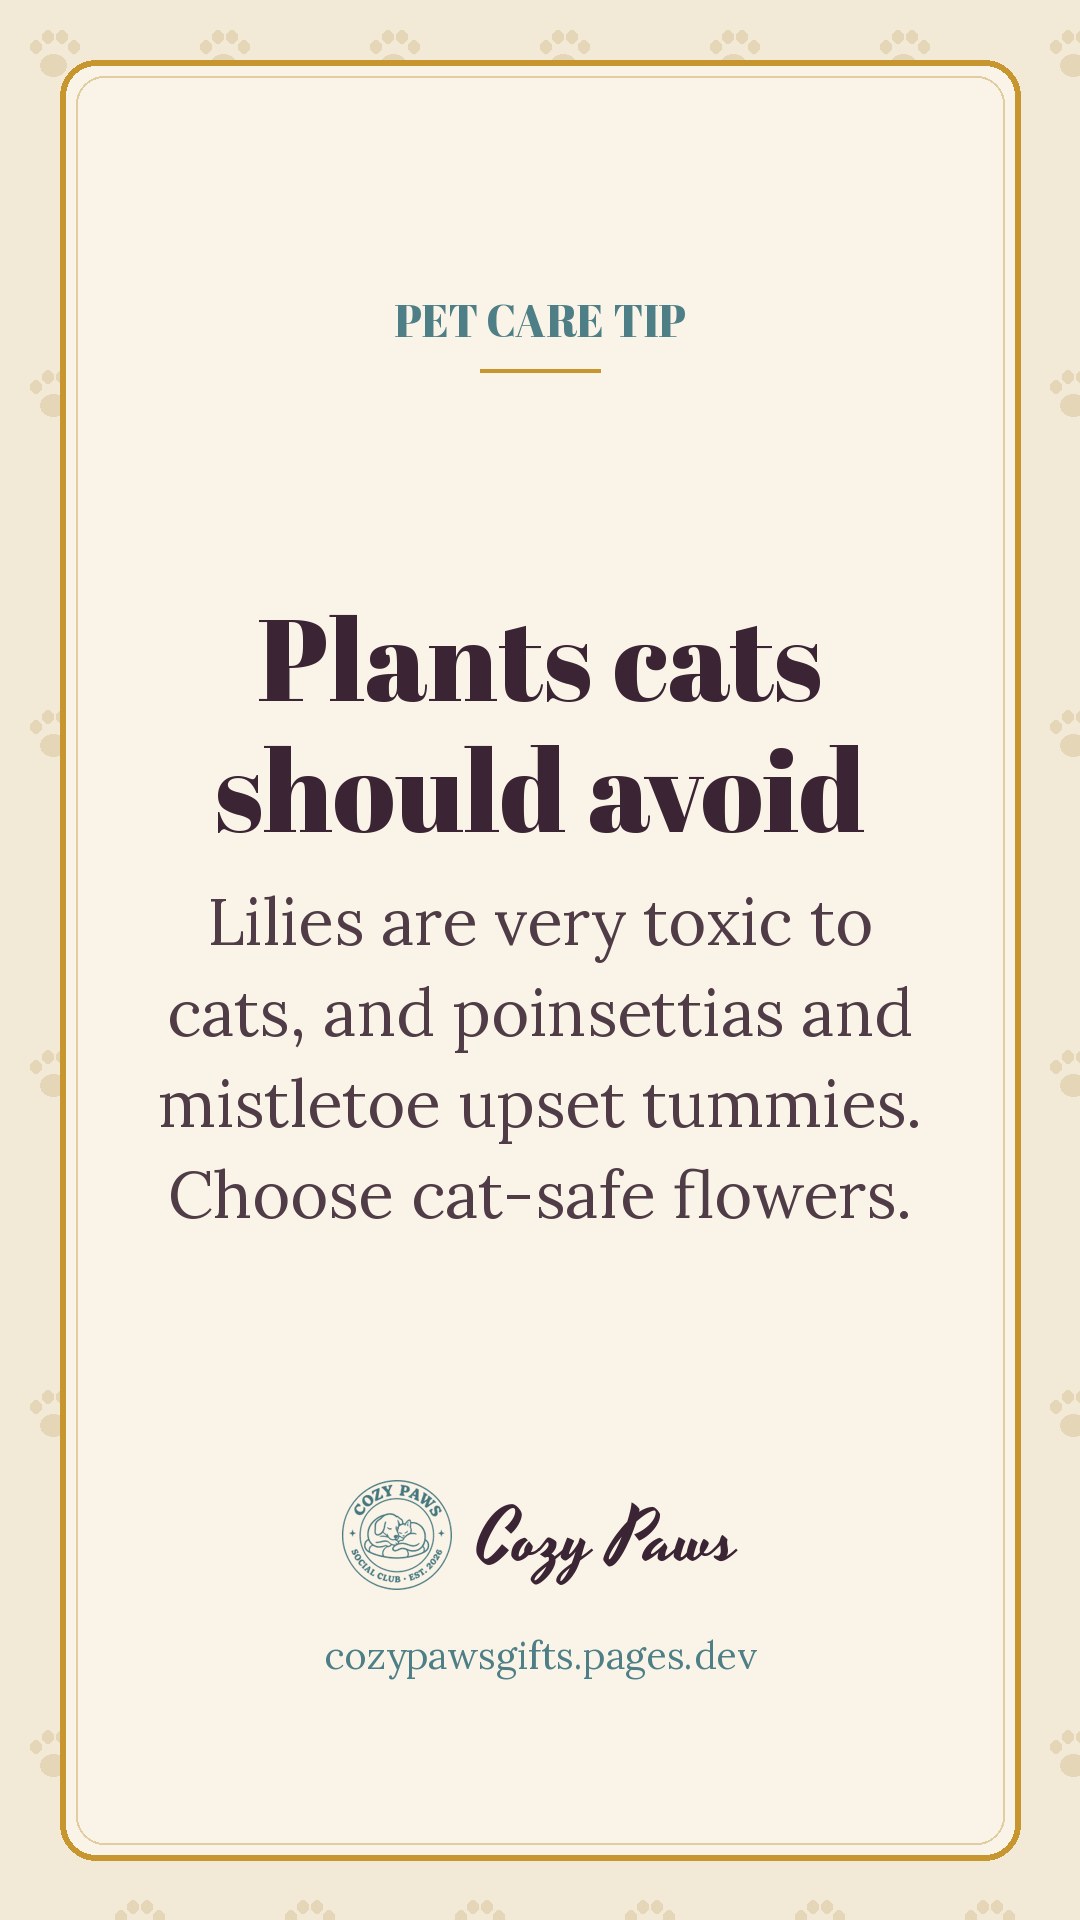 PET CARE TIP
Plants cats
should avoid
Lilies are very toxic to
cats, and poinsettias and
mistletoe upset tummies.
Choose cat-safe flowers.
COZY PAWS
SOCIAL CLUB · EST. 2026
Cozy Paws
cozypawsgifts.pages.dev